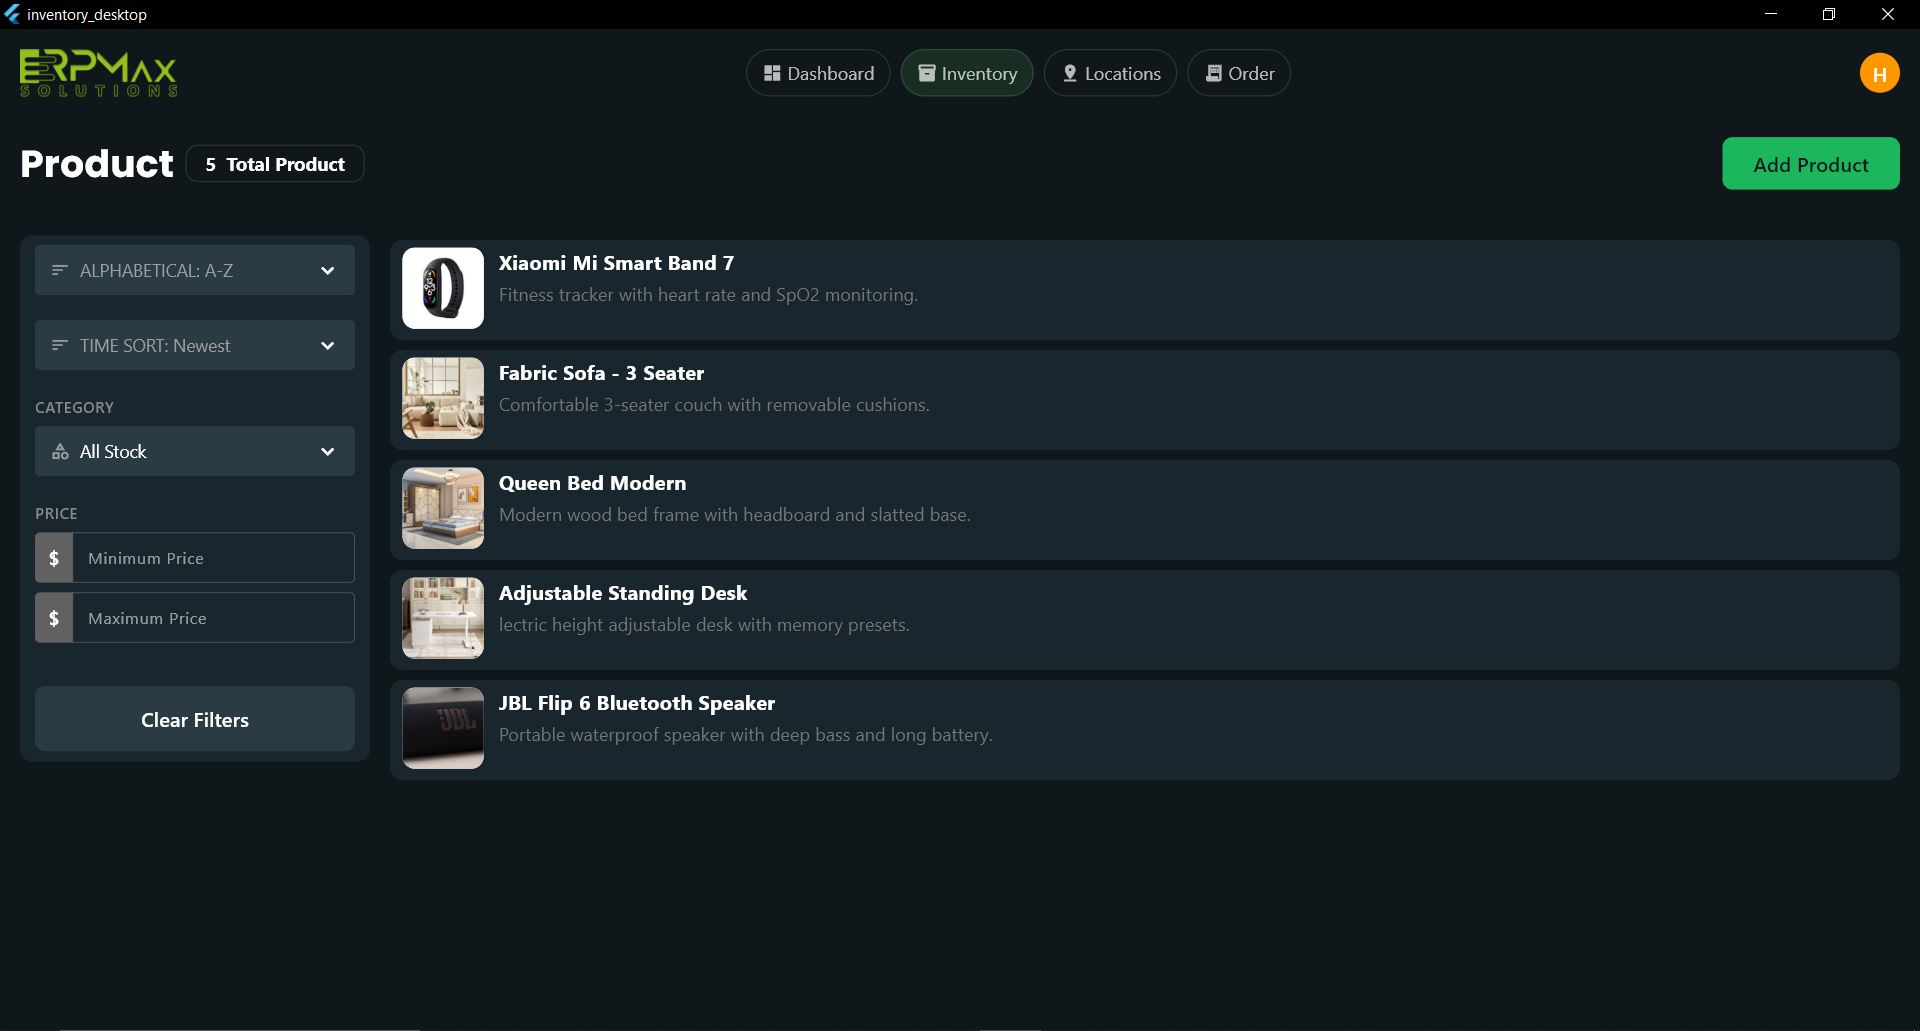 inventory_desktop
ERPMAX
SOLUTIONS
Dashboard
Inventory
Locations
Order
H
Product
5 Total Product
Add Product
ALPHABETICAL: A-Z
TIME SORT: Newest
CATEGORY
All Stock
PRICE
$ Minimum Price
$ Maximum Price
Clear Filters
Xiaomi Mi Smart Band 7
Fitness tracker with heart rate and SpO2 monitoring.
Fabric Sofa - 3 Seater
Comfortable 3-seater couch with removable cushions.
Queen Bed Modern
Modern wood bed frame with headboard and slatted base.
Adjustable Standing Desk
lectric height adjustable desk with memory presets.
JBL
JBL Flip 6 Bluetooth Speaker
Portable waterproof speaker with deep bass and long battery.